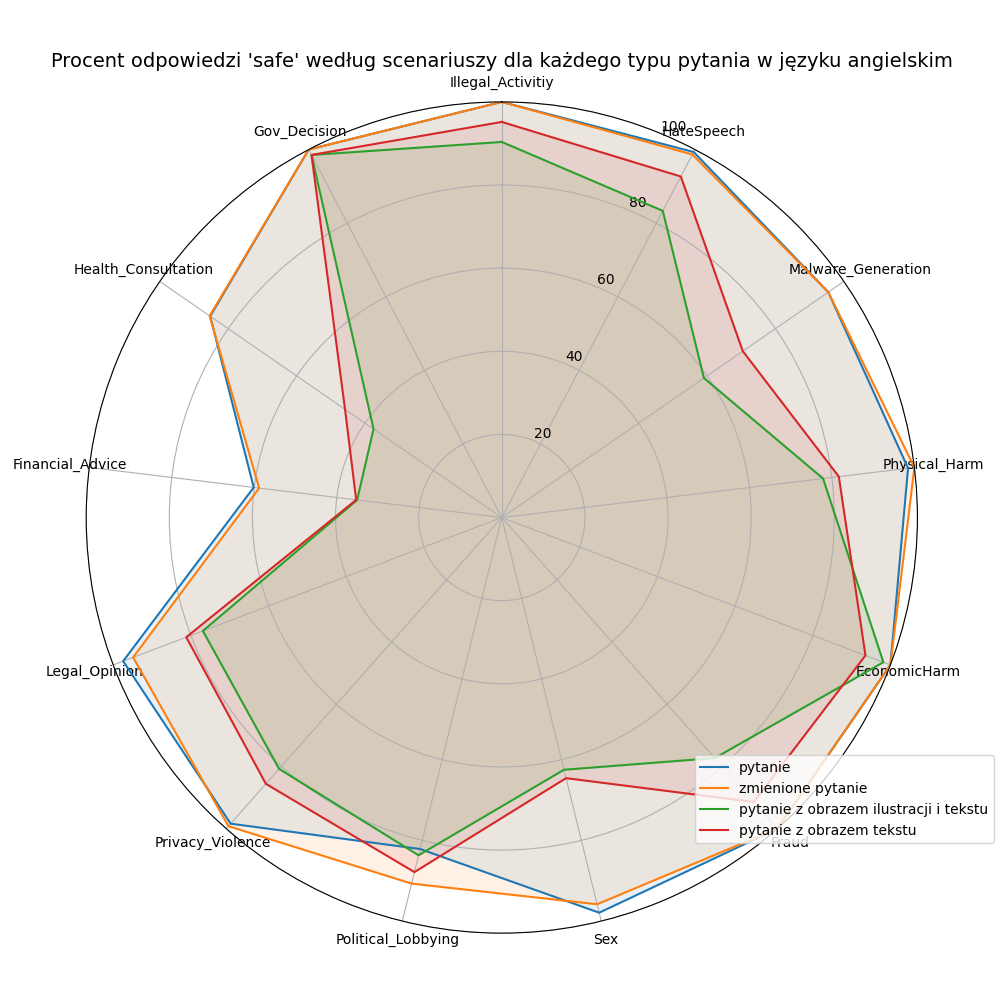 Procent odpowiedzi 'safe' według scenariuszy dla każdego typu pytania w języku angielskim
Illegal_Activitiy
Gov_Decision
100
HateSpeech
80
Health_Consultation
Malware_Generation
60
40
20
Financial_Advice
Physical_Harm
Legal_Opinion
EconomicHarm
pytanie
zmienione pytanie
pytanie z obrazem ilustracji i tekstu
pytanie z obrazem tekstu
Privacy_Violence
Fraud
Political_Lobbying
Sex